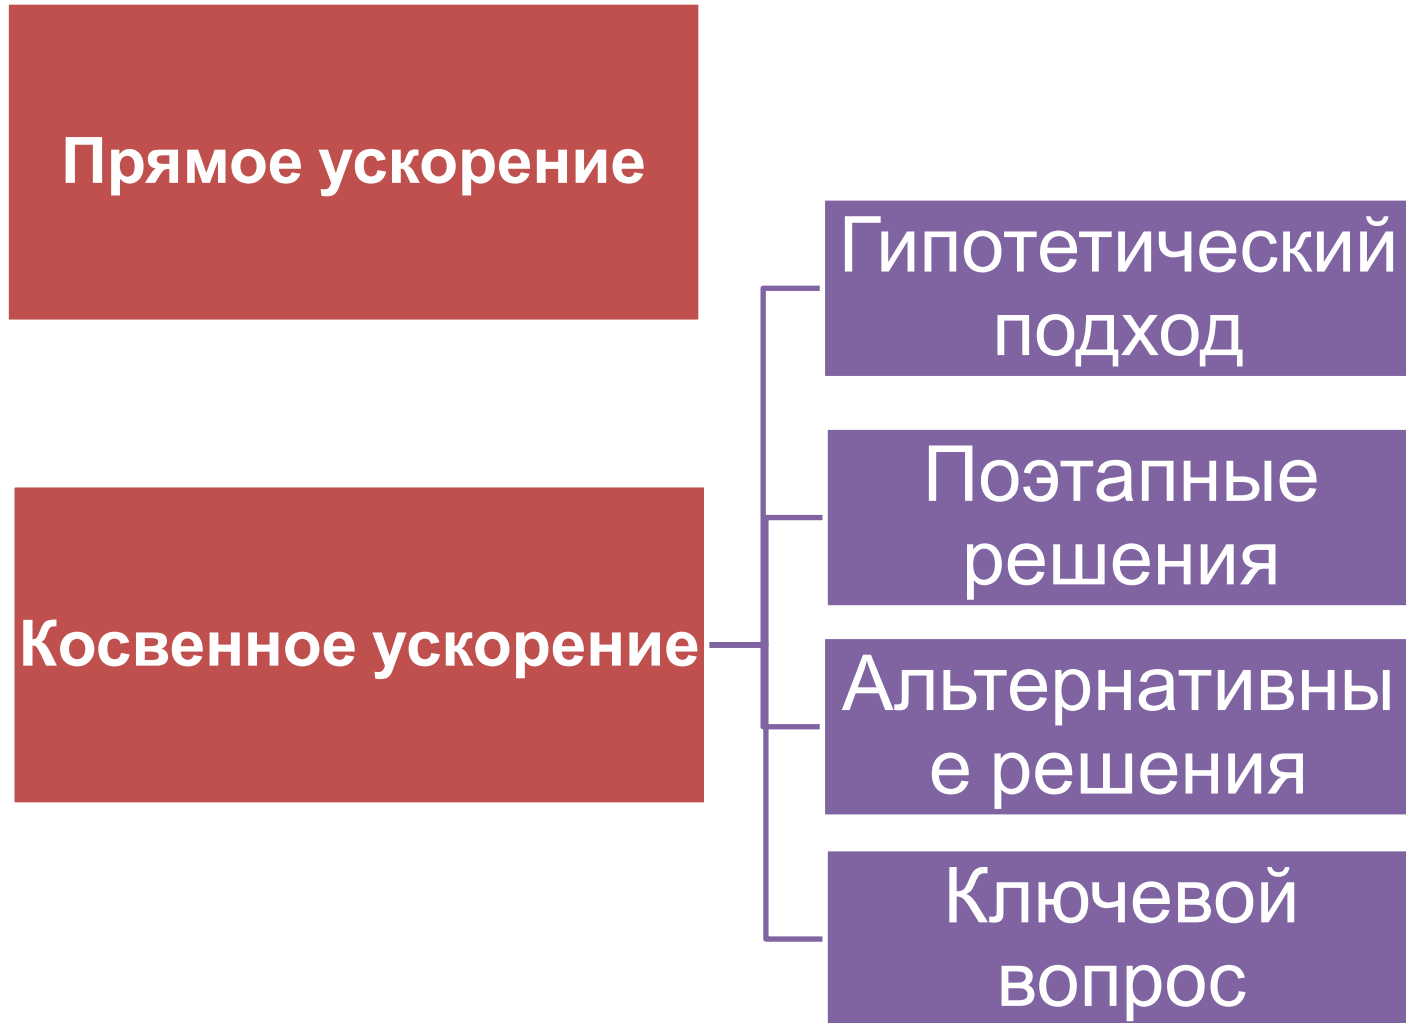 Прямое ускорение
Гипотетический
подход
Поэтапные
решения
Косвенное ускорение
Альтернативны
е решения
Ключевой
вопрос